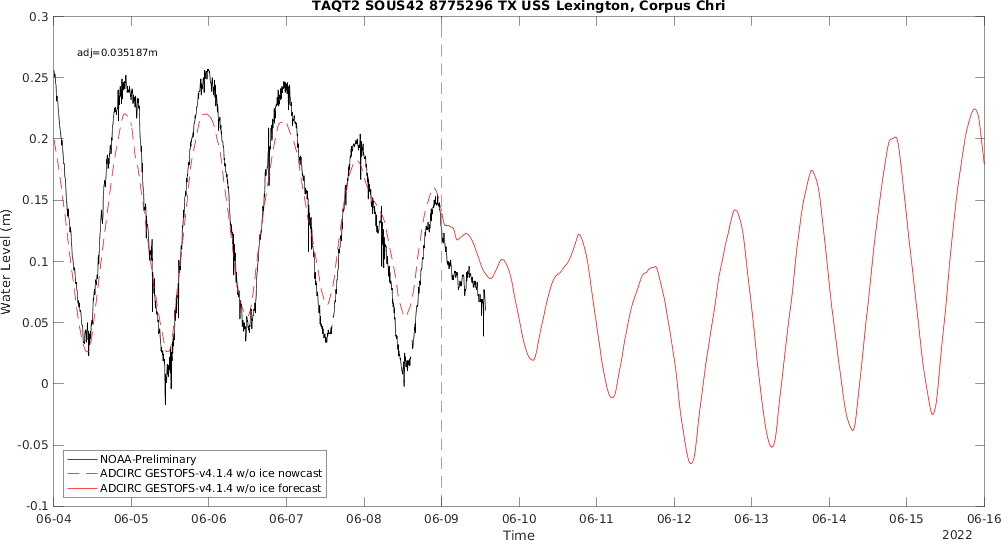 TAQT2 SOUS42 8775296 TX USS Lexington, Corpus Chri
adj=0.035187m
0.3
0.25
0.2
0.15
0.1
0.05
0
-0.05
-0.1
Water Level (m)
NOAA-Preliminary
ADCIRC GESTOFS-v4.1.4 w/o ice nowcast
ADCIRC GESTOFS-v4.1.4 w/o ice forecast
06-04 06-05 06-06 06-07 06-08 06-09 06-10 06-11 06-12 06-13 06-14 06-15 06-16
Time
2022